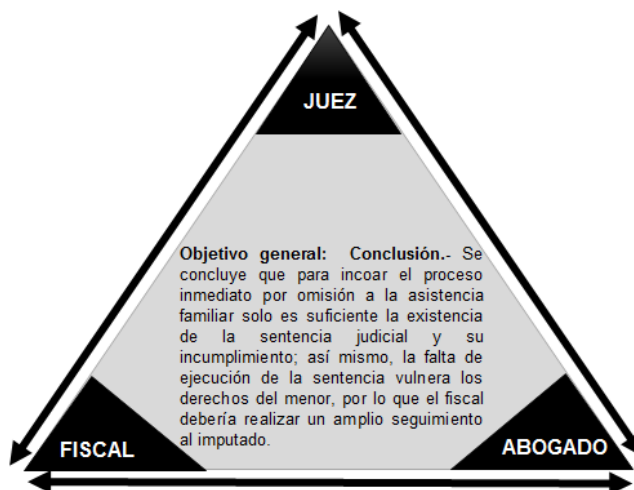 JUEZ
Objetivo general: Conclusión.- Se
concluye que para incoar el proceso
inmediato por omisión a la asistencia
familiar solo es suficiente la existencia
de la sentencia judicial y su
incumplimiento; así mismo, la falta de
ejecución de la sentencia vulnera los
derechos del menor, por lo que el fiscal
debería realizar un amplio seguimiento
al imputado.
FISCAL
ABOGADO